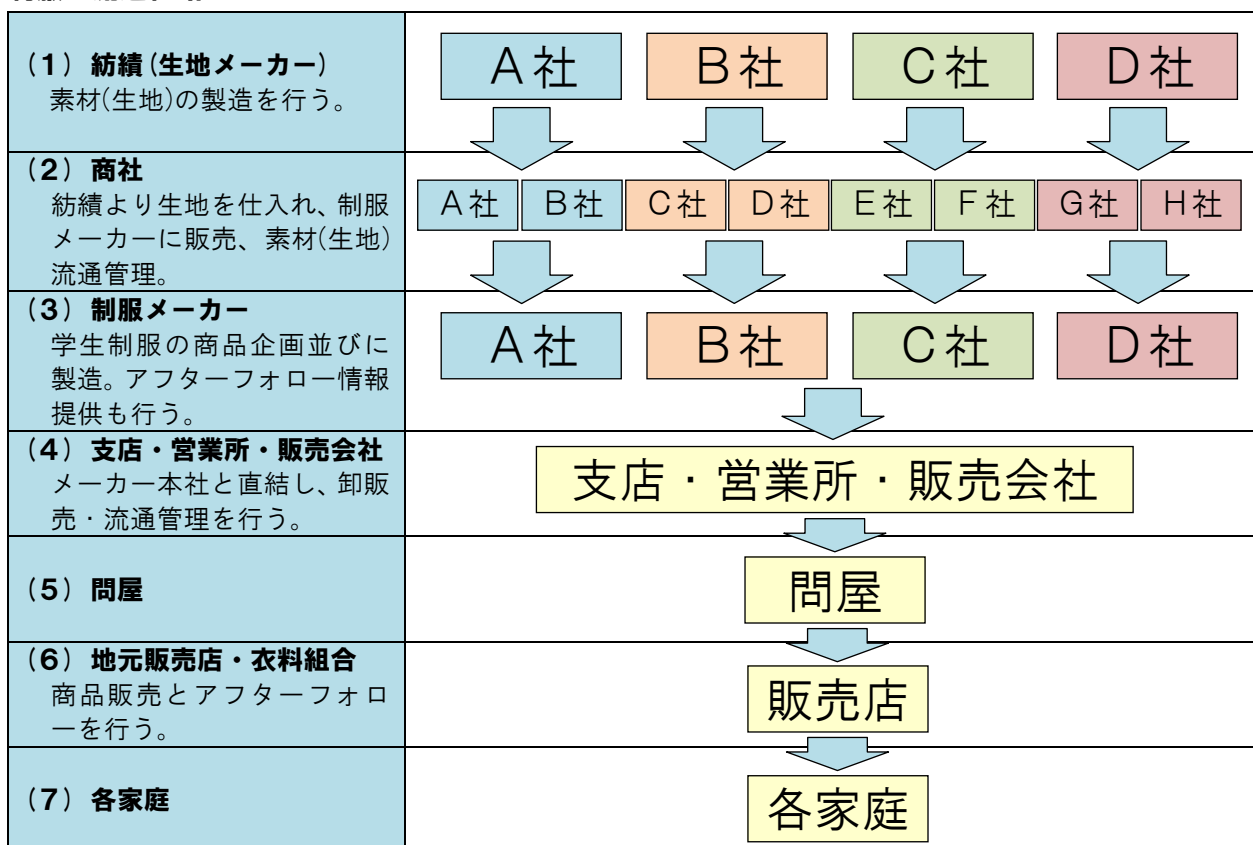 （１）紡績(生地メーカー)
素材(生地)の製造を行う。
Ａ社 Ｂ社 Ｃ社 Ｄ社
（２）商社
紡績より生地を仕入れ、制服
メーカーに販売、素材(生地)
流通管理。
Ａ社 Ｂ社 Ｃ社 Ｄ社 Ｅ社 Ｆ社 Ｇ社 Ｈ社
（３）制服メーカー
学生制服の商品企画並びに
製造。アフターフォロー情報
提供も行う。
Ａ社 Ｂ社 Ｃ社 Ｄ社
（４）支店・営業所・販売会社
メーカー本社と直結し、卸販
売・流通管理を行う。
支店・営業所・販売会社
（５）問屋
問屋
（６）地元販売店・衣料組合
商品販売とアフターフォロ
ーを行う。
販売店
（７）各家庭
各家庭